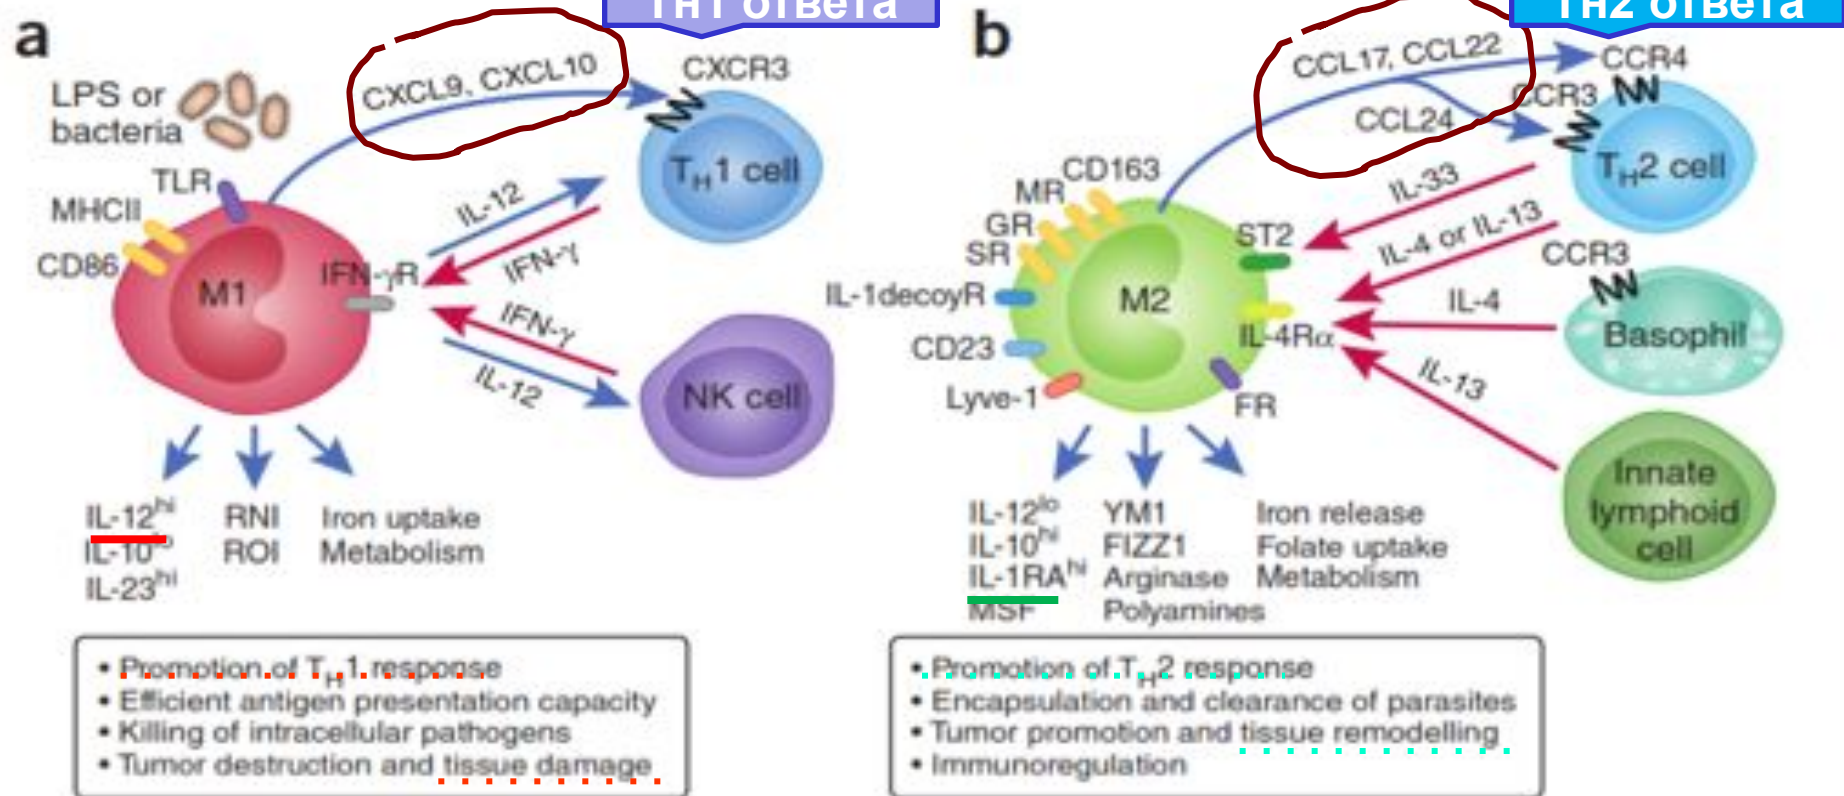 a
TH1 ответа
LPS or
bacteria
CXCL9, CXCL10
CXCR3
TLR
MHCII
CD86
M1
IFN-γR
IL-12
IFN-γ
TH1 cell
IFN-γ
IL-12
NK cell
IL-12hi
IL-10lo
IL-23hi
RNI
ROI
Iron uptake
Metabolism
• Promotion of TH1 response
• Efficient antigen presentation capacity
• Killing of intracellular pathogens
• Tumor destruction and tissue damage
b
TH2 ответа
CCL17, CCL22
CCR4
CCR3
CCL24
TH2 cell
CD163
MR
GR
SR
IL-1decoyR
CD23
Lyve-1
M2
ST2
IL-4Rα
FR
IL-33
IL-4 or IL-13
CCR3
IL-4
Basophil
IL-13
Innate
lymphoid
cell
IL-12lo
IL-10hi
IL-1RAhi
MSF
YM1
FIZZ1
Arginase
Polyamines
Iron release
Folate uptake
Metabolism
• Promotion of TH2 response
• Encapsulation and clearance of parasites
• Tumor promotion and tissue remodelling
• Immunoregulation